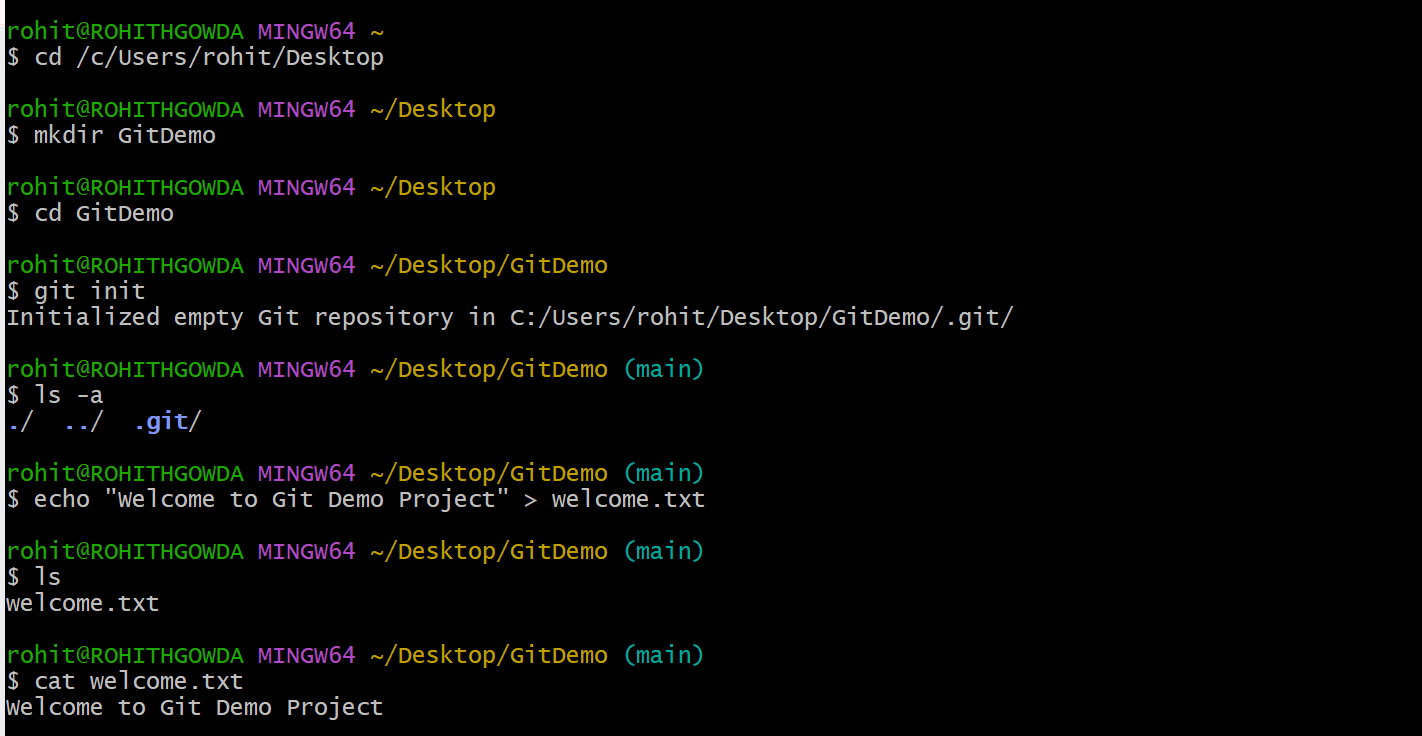 rohit@ROHITHGOWDA MINGW64 ~
$ cd /c/Users/rohit/Desktop
rohit@ROHITHGOWDA MINGW64 ~/Desktop
$ mkdir GitDemo
rohit@ROHITHGOWDA MINGW64 ~/Desktop
$ cd GitDemo
rohit@ROHITHGOWDA MINGW64 ~/Desktop/GitDemo
$ git init
Initialized empty Git repository in C:/Users/rohit/Desktop/GitDemo/.git/
rohit@ROHITHGOWDA MINGW64 ~/Desktop/GitDemo (main)
$ ls -a
./  ../  .git/
rohit@ROHITHGOWDA MINGW64 ~/Desktop/GitDemo (main)
$ echo "Welcome to Git Demo Project" > welcome.txt
rohit@ROHITHGOWDA MINGW64 ~/Desktop/GitDemo (main)
$ ls
welcome.txt
rohit@ROHITHGOWDA MINGW64 ~/Desktop/GitDemo (main)
$ cat welcome.txt
Welcome to Git Demo Project